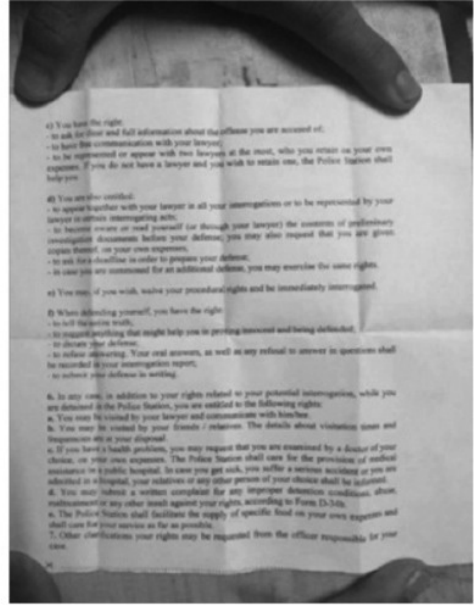 c) You have the right:
- to ask for clear and full information about the offense you are accused of;
- to have free communication with your lawyer;
- to be represented or appear with two lawyers at the most, who you retain on your own
expenses. If you do not have a lawyer and you wish to retain one, the Police Station shall
help you.
d) You are also entitled:
- to appear together with your lawyer in all your interrogations or to be represented by your
lawyer in certain interrogating acts;
- to become aware or read yourself (or through your lawyer) the contents of preliminary
investigation documents before your defense; you may also request that you are given
copies thereof, on your own expenses,
- to ask for a deadline in order to prepare your defense;
- in case you are summoned for an additional defense, you may exercise the same rights.
e) You may, if you wish, waive your procedural rights and be immediately interrogated.
f) When defending yourself, you have the right:
- to tell the entire truth;
- to request anything that might help you in proving innocent and being defended;
- to dictate your defense;
- to refuse answering. Your oral answers, as well as any refusal to answer in questions shall
be recorded in your interrogation report;
- to submit your defense in writing.
6. In any case, in addition to your rights related to your potential interrogation, while you
are detained in the Police Station, you are entitled to the following rights:
a. You may be visited by your lawyer and communicate with him/her.
b. You may be visited by your friends / relatives. The details about visitation times and
frequencies are at your disposal.
c. If you have a health problem, you may request that you are examined by a doctor of your
choice, on your own expenses. The Police Station shall care for the provision of medical
assistance in a public hospital. In case you get sick, you suffer a serious accident or you are
admitted in a hospital, your relatives or any other person of your choice shall be informed.
d. You may submit a written complaint for any improper detention conditions, abuse,
maltreatment or any other insult against your rights, according to Form D-34b.
e. The Police Station shall facilitate the supply of specific food on your own expenses and
shall care for your service as far as possible.
7. Other clarifications your rights may be requested from the officer responsible for your
case.